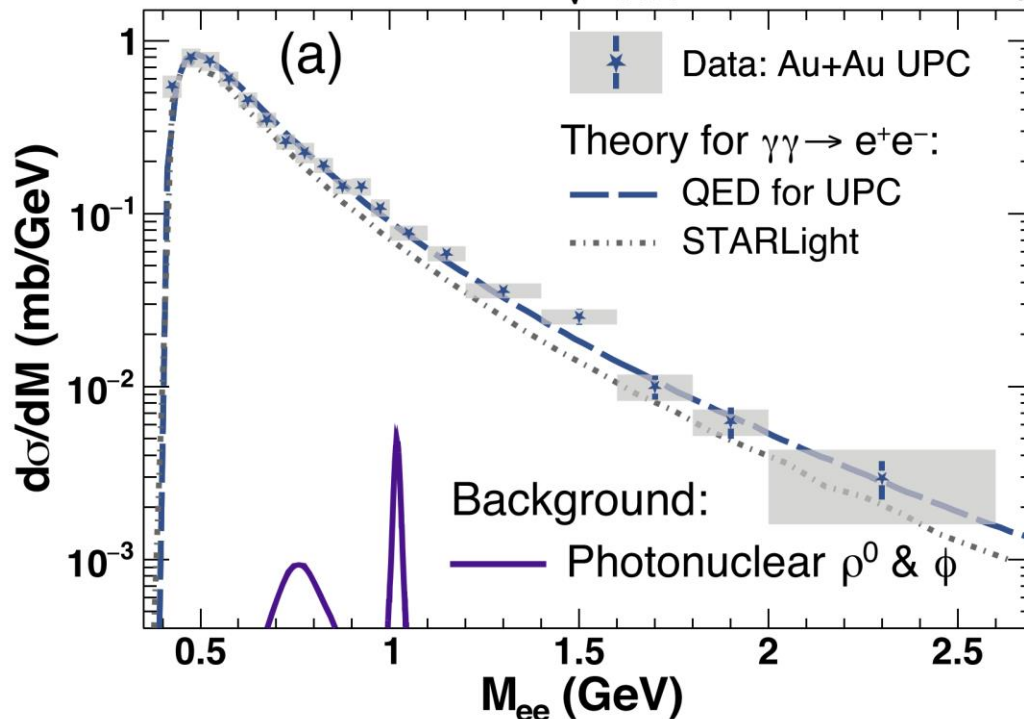 (a)
Data: Au+Au UPC
Theory for γγ→ e⁺e⁻:
QED for UPC
STARLight
Background:
Photonuclear ρ⁰ & ϕ
dσ/dM (mb/GeV)
1
10⁻¹
10⁻²
10⁻³
0.5 1 1.5 2 2.5
Mₑₑ (GeV)